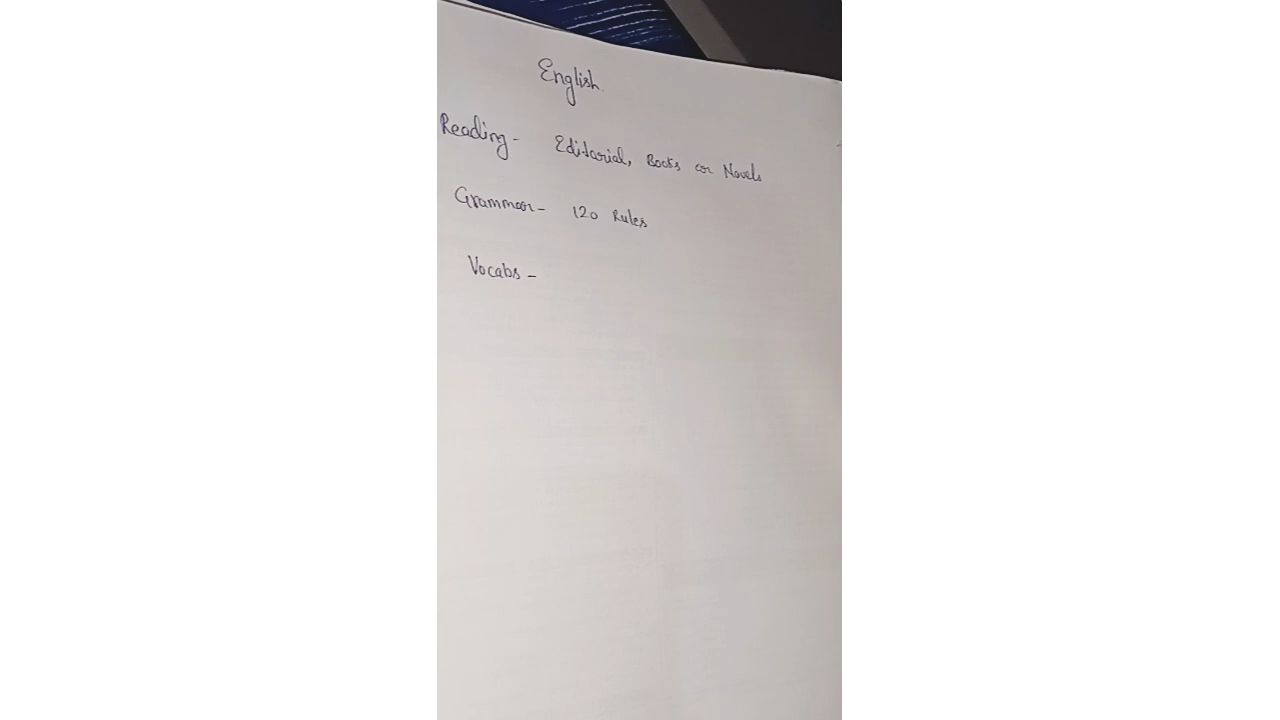 English
Reading - Editorial, Books or Novels
Grammar - 120 Rules
Vocabs -